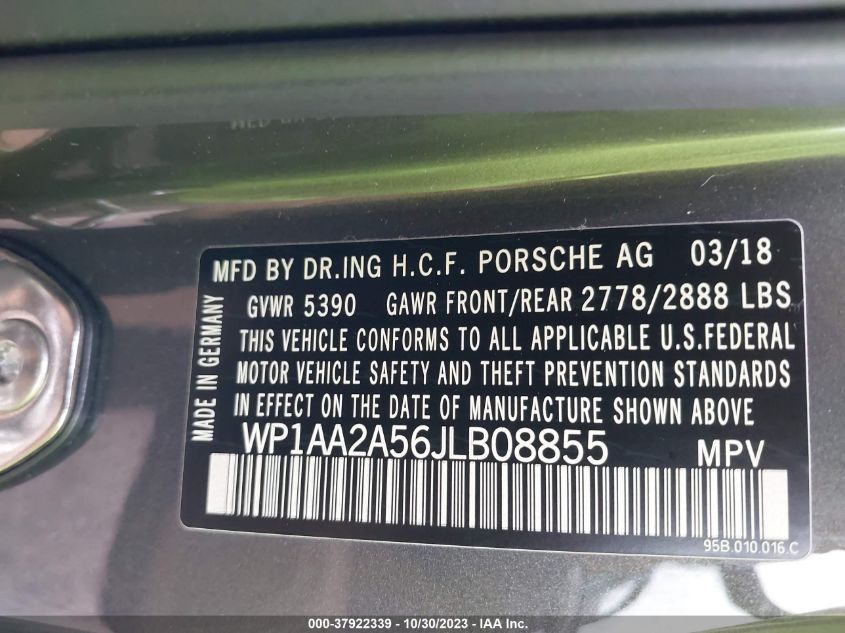 MFD BY DR.ING H.C.F. PORSCHE AG 03/18
GVWR 5390 GAWR FRONT/REAR 2778/2888 LBS
THIS VEHICLE CONFORMS TO ALL APPLICABLE U.S.FEDERAL
MOTOR VEHICLE SAFETY AND THEFT PREVENTION STANDARDS
IN EFFECT ON THE DATE OF MANUFACTURE SHOWN ABOVE
MADE IN GERMANY
WP1AA2A56JLB08855 MPV
95B.010.016.C
000-37922339 - 10/30/2023 - IAAI Inc.